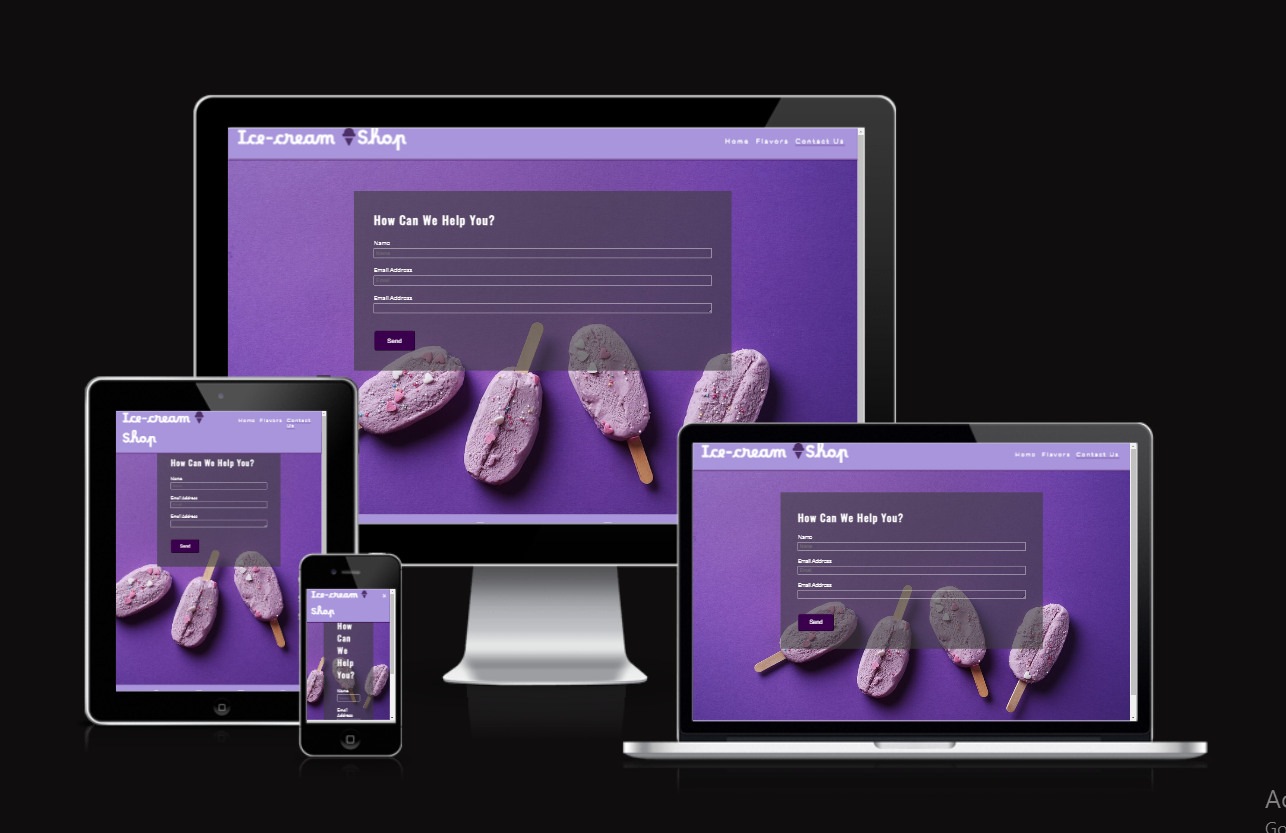 Ice-cream Shop
Home Flavors Contact Us
How Can We Help You?
Name
Email Address
Email Address
Send
Ice-cream
Shop
Home Flavors Contact
Us
How Can We Help You?
Name
Email Address
Email Address
Send
Ice-cream
Shop
How
Can
We
Help
You?
Name
Email
Address
Ice-cream Shop
Home Flavors Contact Us
How Can We Help You?
Name
Email Address
Email Address
Send